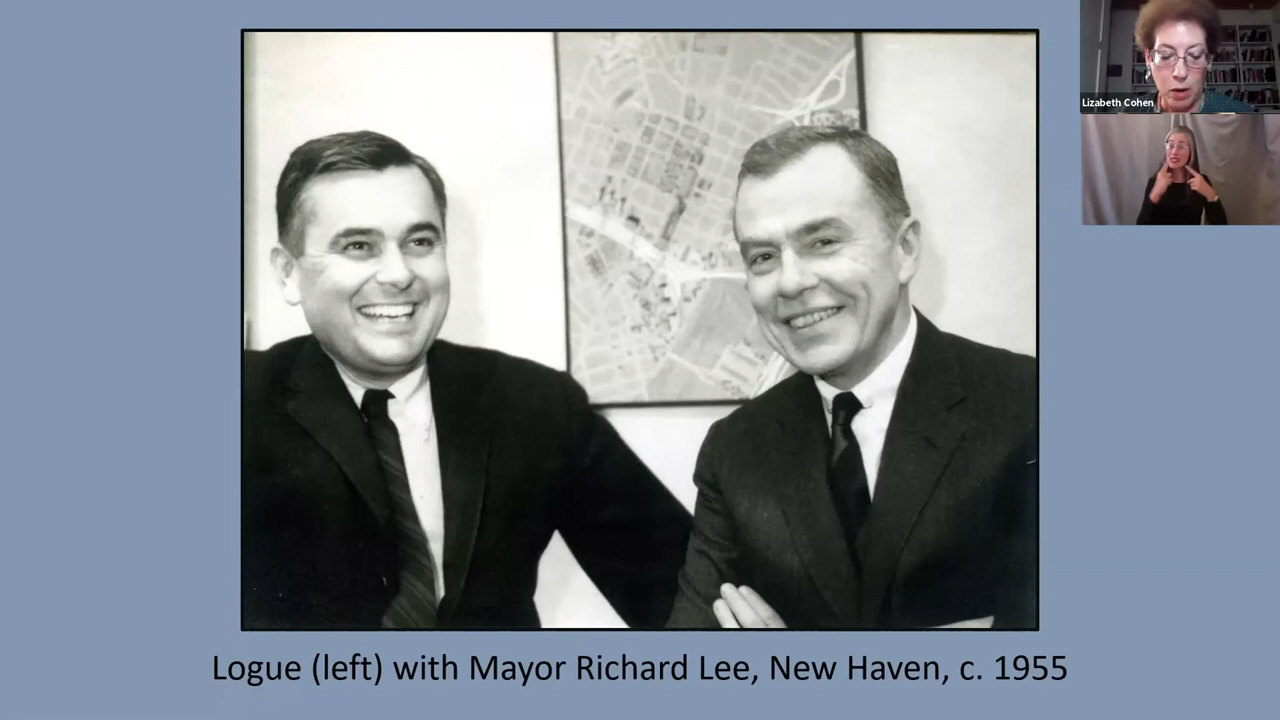 Lizabeth Cohen
Logue (left) with Mayor Richard Lee, New Haven, c. 1955